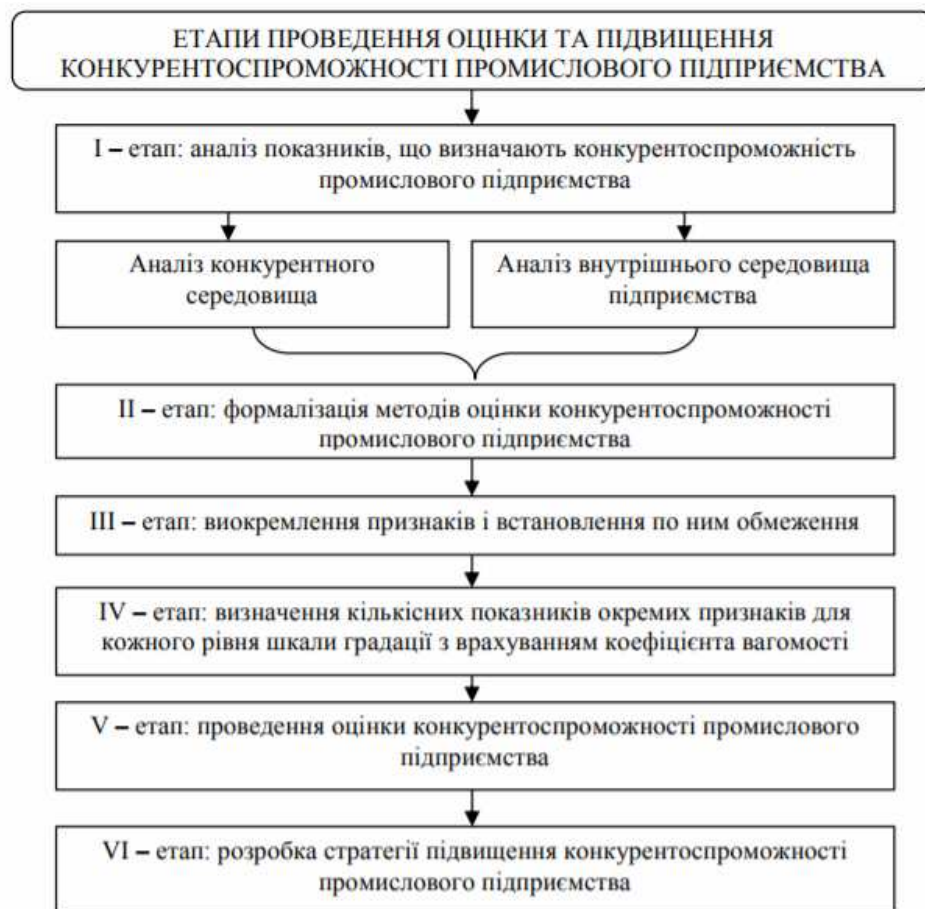 ЕТАПИ ПРОВЕДЕННЯ ОЦІНКИ ТА ПІДВИЩЕННЯ
КОНКУРЕНТОСПРОМОЖНОСТІ ПРОМИСЛОВОГО ПІДПРИЄМСТВА
I – етап: аналіз показників, що визначають конкурентоспроможність
промислового підприємства
Аналіз конкурентного
середовища
Аналіз внутрішнього середовища
підприємства
II – етап: формалізація методів оцінки конкурентоспроможності
промислового підприємства
III – етап: виокремлення признаків і встановлення по ним обмеження
IV – етап: визначення кількісних показників окремих признаків для
кожного рівня шкали градації з врахуванням коефіцієнта вагомості
V – етап: проведення оцінки конкурентоспроможності промислового
підприємства
VI – етап: розробка стратегії підвищення конкурентоспроможності
промислового підприємства